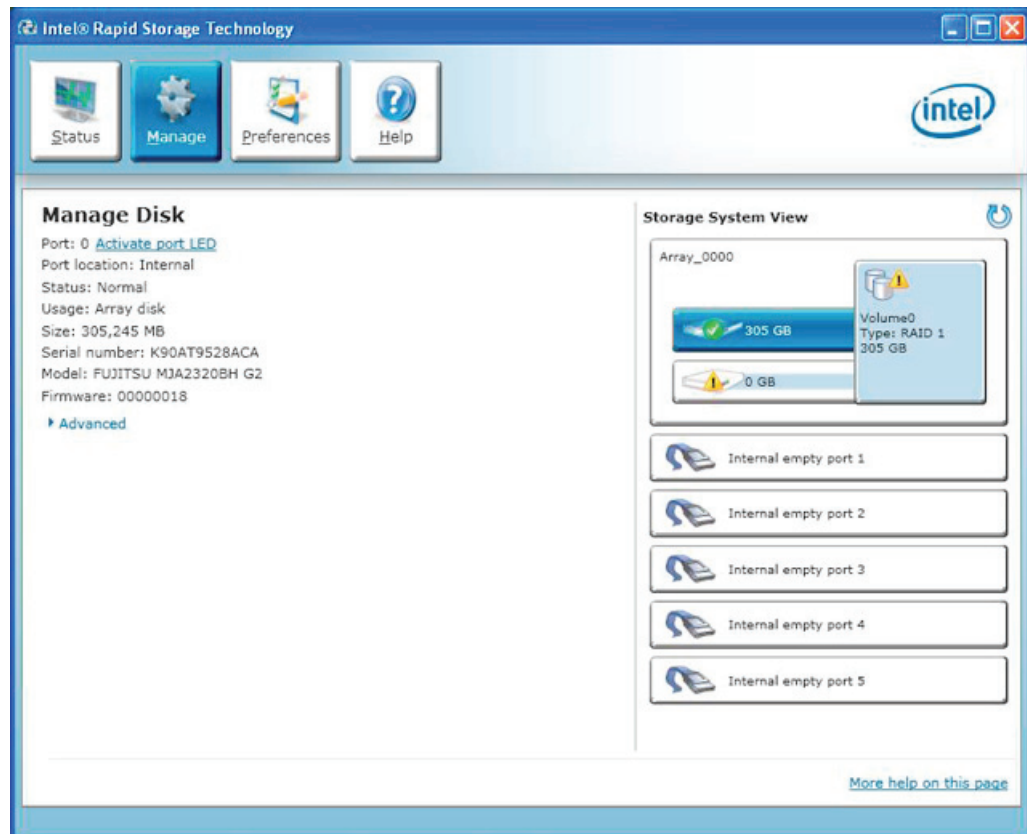 Intel® Rapid Storage Technology
Status
Manage
Preferences
Help
intel
Manage Disk
Port: 0 Activate port LED
Port location: Internal
Status: Normal
Usage: Array disk
Size: 305,245 MB
Serial number: K90AT9528ACA
Model: FUJITSU MJA2320BH G2
Firmware: 00000018
Advanced
Storage System View
Array_0000
305 GB
0 GB
Volume0
Type: RAID 1
305 GB
Internal empty port 1
Internal empty port 2
Internal empty port 3
Internal empty port 4
Internal empty port 5
More help on this page